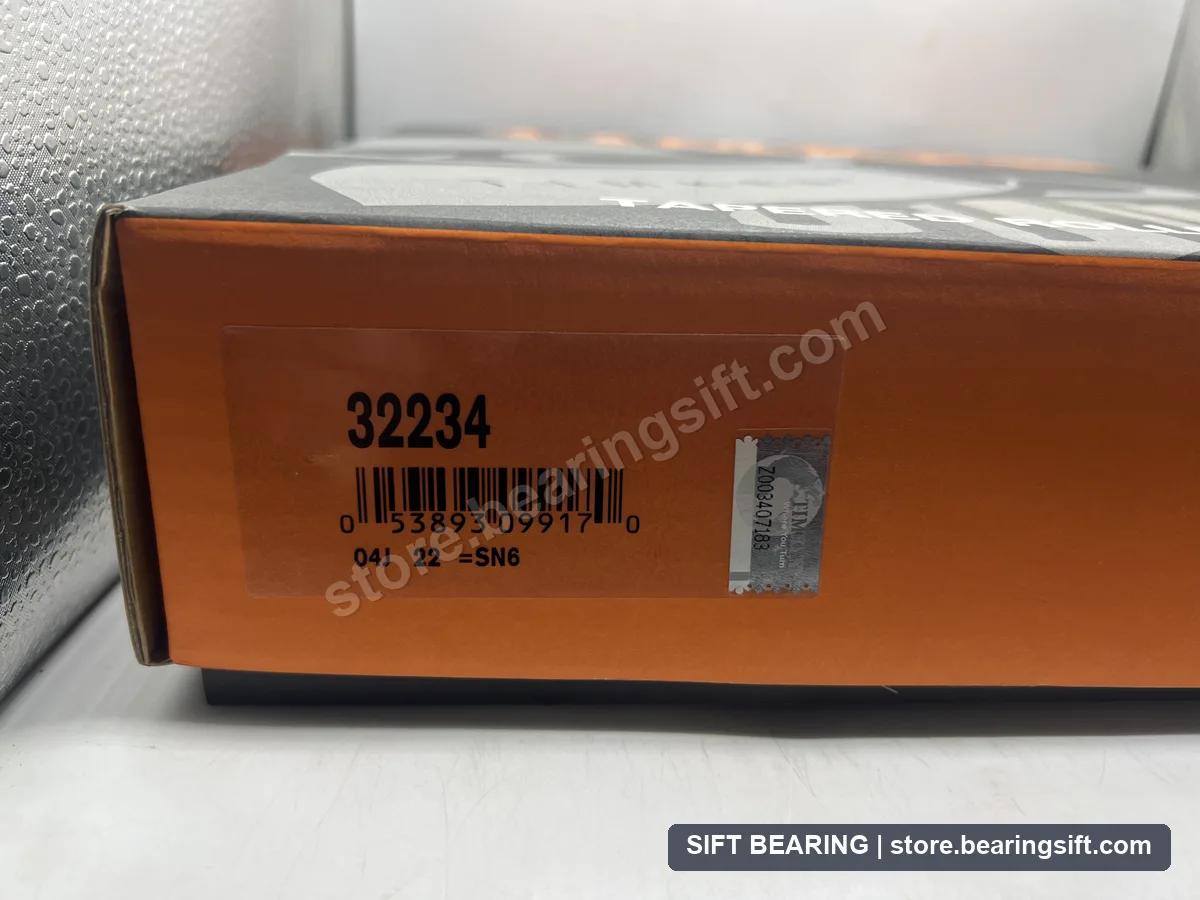 TAPERED ROLL
32234
0 53893 09917 0
04J 22 =SN6
Z003407183
store.bearingsift.com
SIFT BEARING | store.bearingsift.com